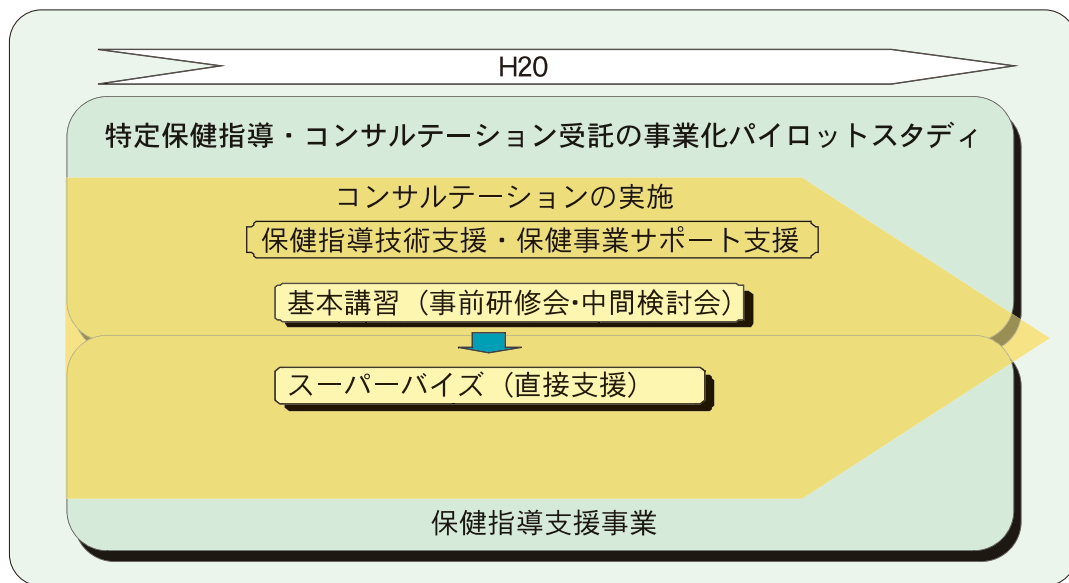 H20
特定保健指導・コンサルテーション受託の事業化パイロットスタディ
コンサルテーションの実施
保健指導技術支援・保健事業サポート支援
基本講習（事前研修会・中間検討会）
スーパーバイズ（直接支援）
保健指導支援事業